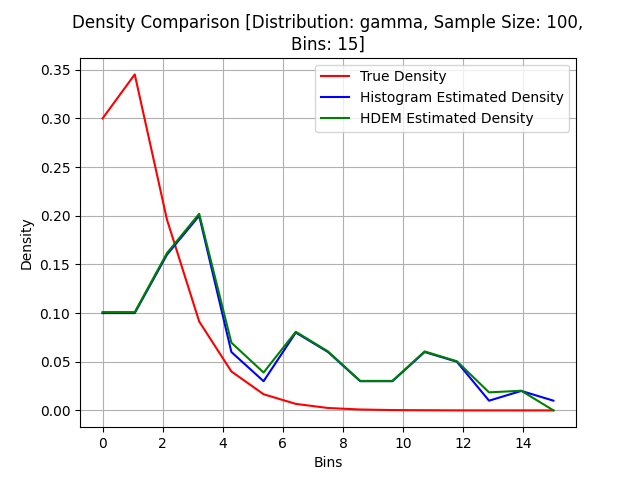 Density Comparison [Distribution: gamma, Sample Size: 100,
Bins: 15]
True Density
Histogram Estimated Density
HDEM Estimated Density
Density
0.35
0.30
0.25
0.20
0.15
0.10
0.05
0.00
0 2 4 6 8 10 12 14
Bins